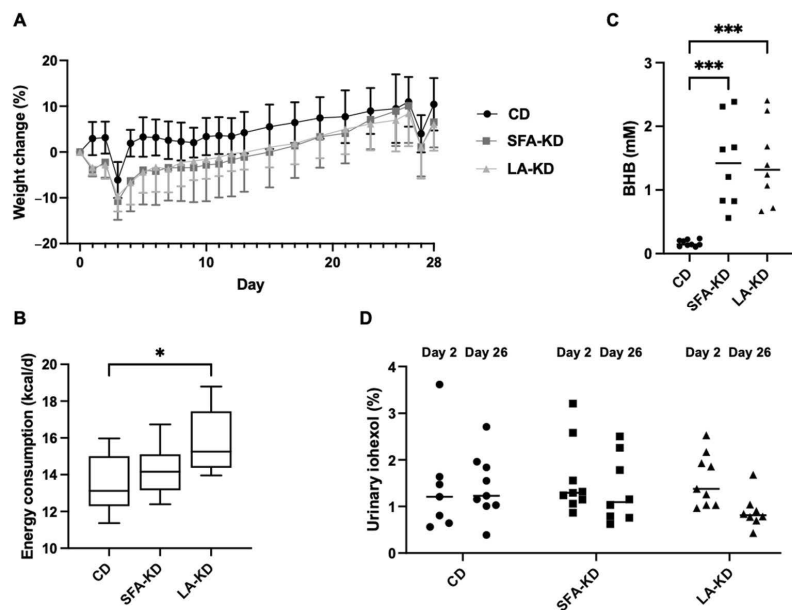 A
Weight change (%)
20
10
0
−10
−20
0
10
20
28
Day
CD
SFA-KD
LA-KD
B
Energy consumption (kcal/d)
20
18
16
14
12
10
*
CD
SFA-KD
LA-KD
C
BHB (mM)
3
2
1
0
***
***
CD
SFA-KD
LA-KD
D
Urinary iohexol (%)
4
3
2
1
0
Day 2 Day 26
Day 2 Day 26
Day 2 Day 26
CD
SFA-KD
LA-KD